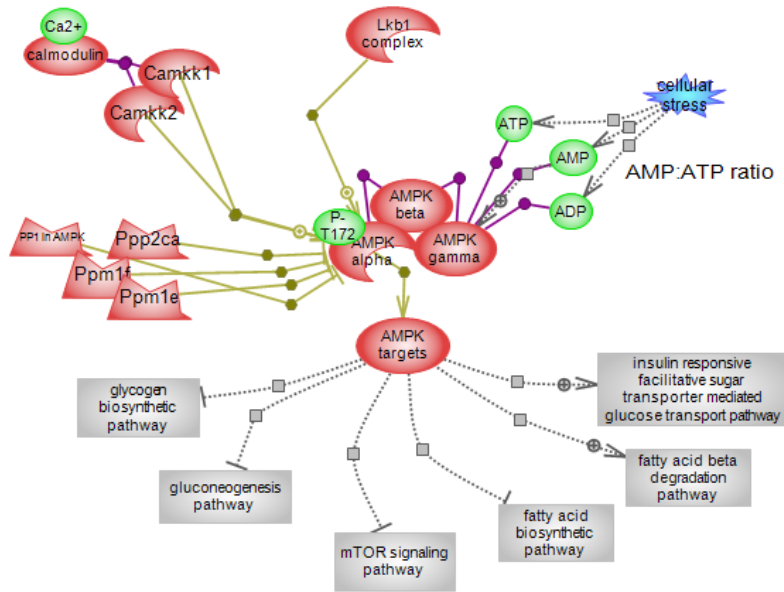 Ca2+
calmodulin
Camkk1
Camkk2
Lkb1
complex
cellular
stress
ATP
AMP
ADP
AMP:ATP ratio
AMPK
beta
P-
T172
AMPK
alpha
AMPK
gamma
PP1 in AMPK
Ppp2ca
Ppm1f
Ppm1e
AMPK
targets
glycogen
biosynthetic
pathway
gluconeogenesis
pathway
mTOR signaling
pathway
fatty acid
biosynthetic
pathway
fatty acid beta
degradation
pathway
insulin responsive
facilitative sugar
transporter mediated
glucose transport pathway